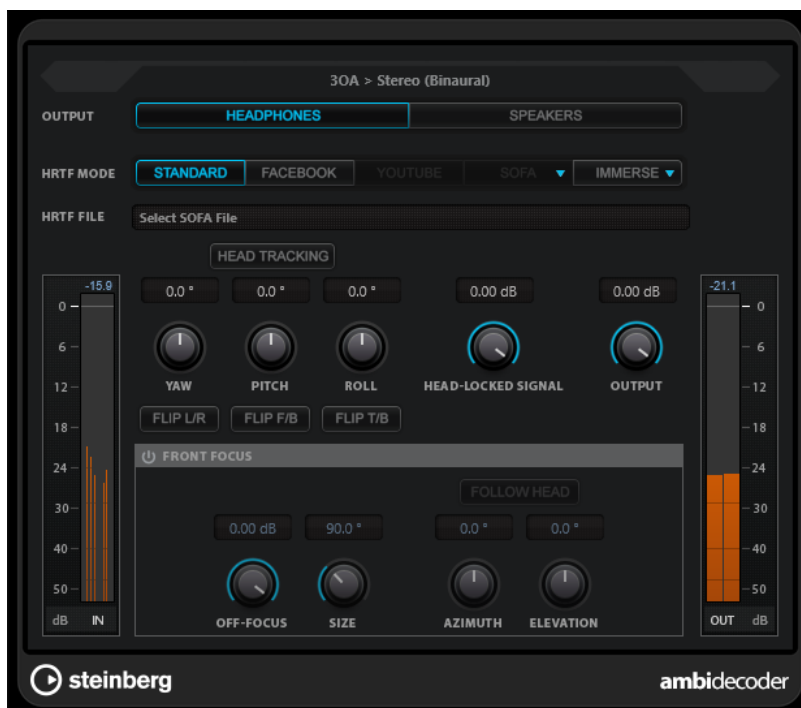 3OA > Stereo (Binaural)
OUTPUT HEADPHONES SPEAKERS
HRTF MODE STANDARD FACEBOOK YOUTUBE SOFA IMMERSE
HRTF FILE Select SOFA File
HEAD TRACKING
-15.9 0.0 ° 0.0 ° 0.0 ° 0.00 dB 0.00 dB -21.1
0 0
6 6
YAW PITCH ROLL HEAD-LOCKED SIGNAL OUTPUT
12 12
FLIP L/R FLIP F/B FLIP T/B
18 18
FRONT FOCUS
24 24
FOLLOW HEAD
30 30
0.00 dB 90.0 ° 0.0 ° 0.0 °
40 40
50 50
OFF-FOCUS SIZE AZIMUTH ELEVATION
dB IN OUT dB
steinberg ambidecoder